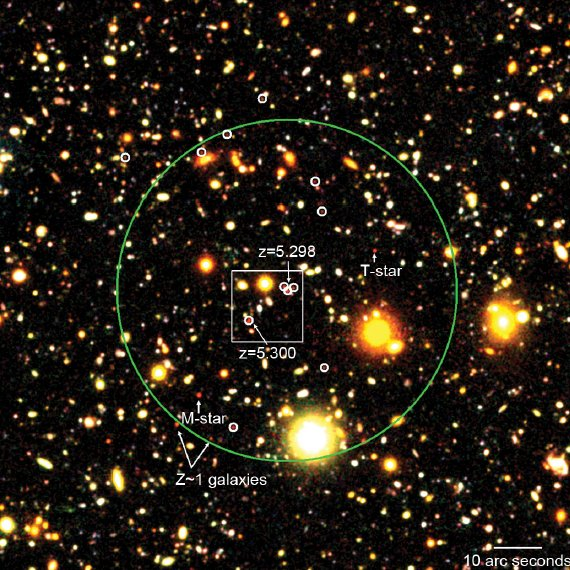 z=5.298
T-star
z=5.300
M-star
Z~1 galaxies
10 arc seconds